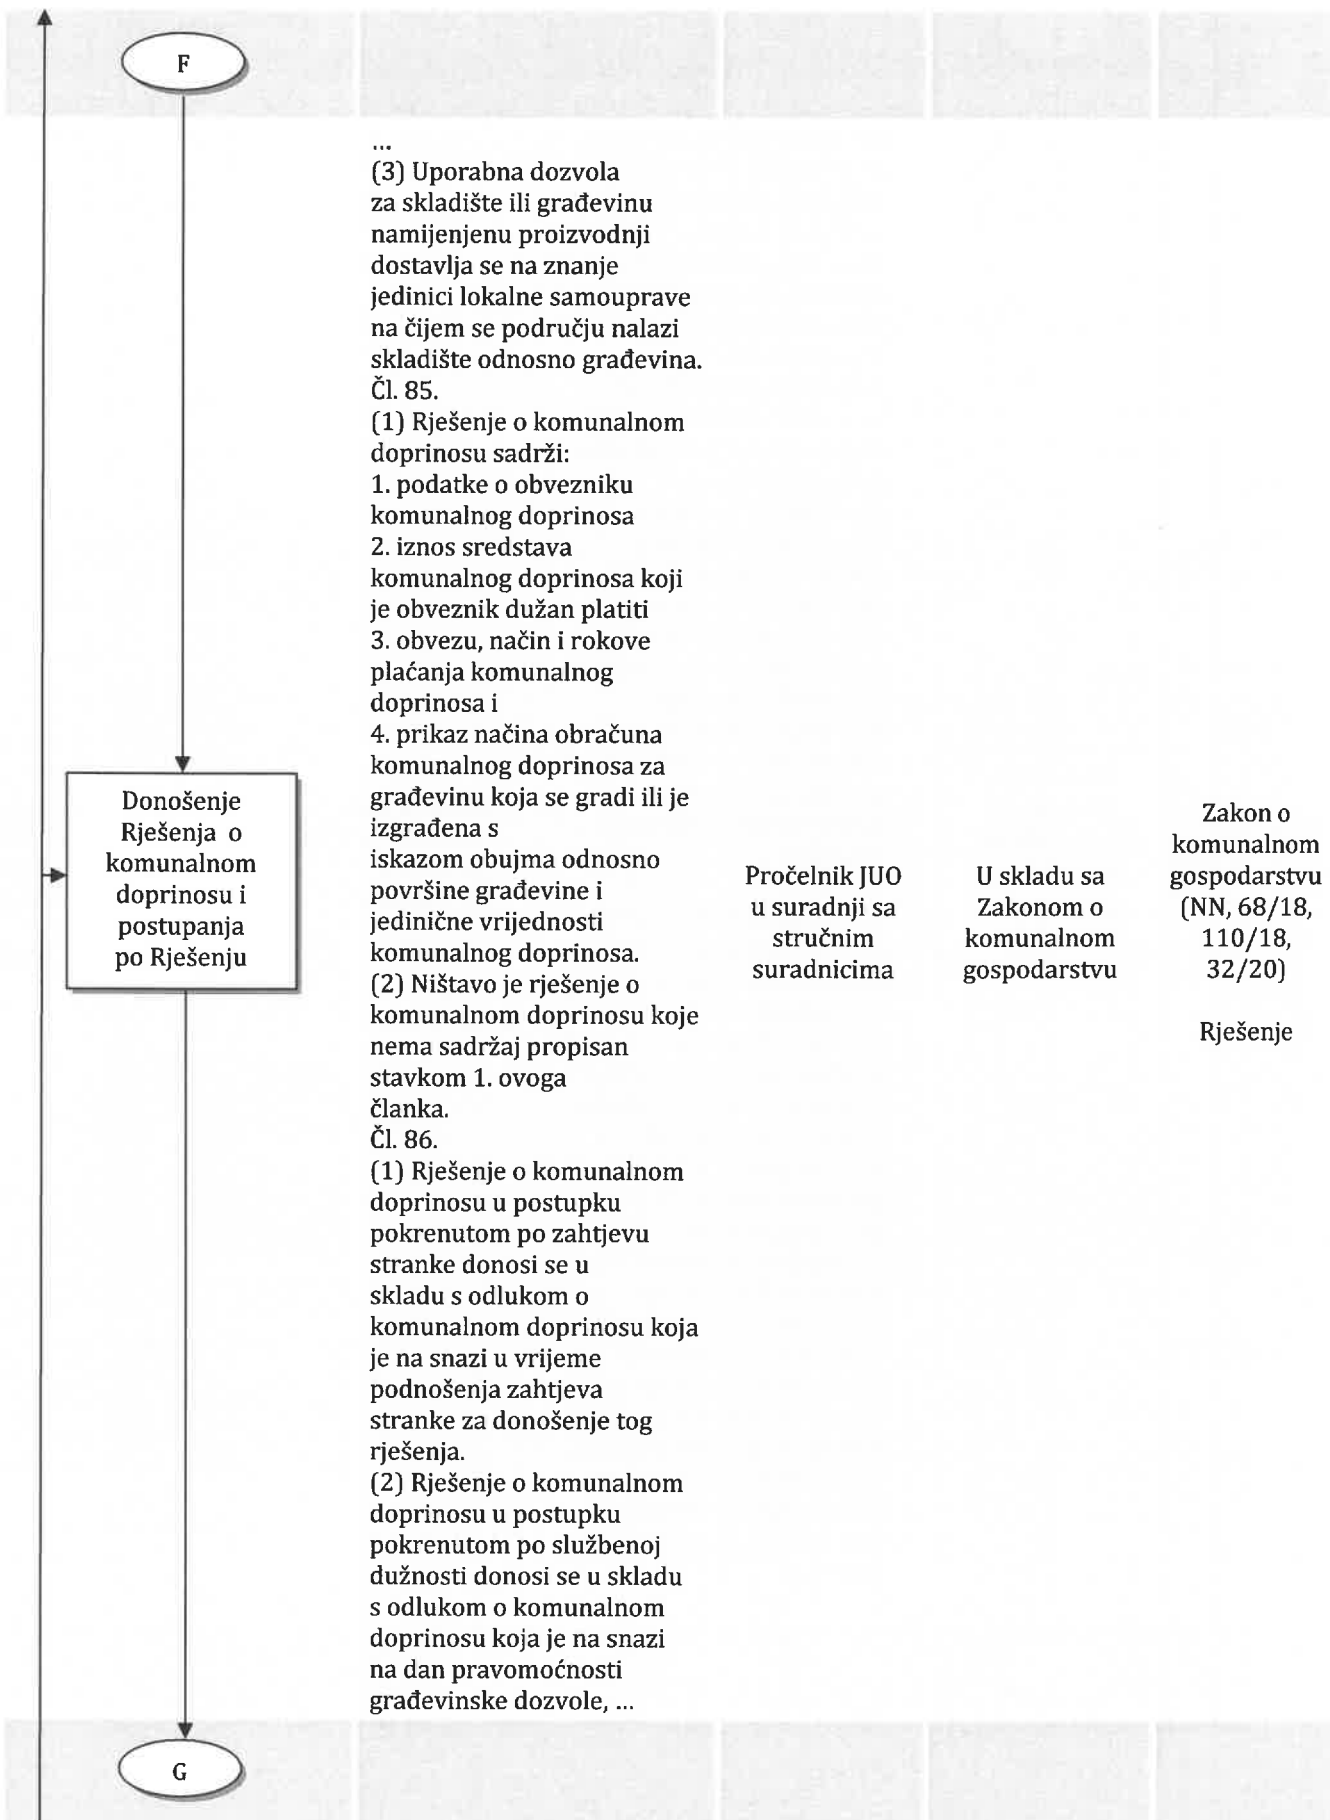 F
...
(3) Uporabna dozvola
za skladište ili građevinu
namijenjenu proizvodnji
dostavlja se na znanje
jedinici lokalne samouprave
na čijem se području nalazi
skladište odnosno građevina.
Čl. 85.
(1) Rješenje o komunalnom
doprinosu sadrži:
1. podatke o obvezniku
komunalnog doprinosa
2. iznos sredstava
komunalnog doprinosa koji
je obveznik dužan platiti
3. obvezu, način i rokove
plaćanja komunalnog
doprinosa i
4. prikaz načina obračuna
komunalnog doprinosa za
građevinu koja se gradi ili je
izgrađena s
iskazom obujma odnosno
površine građevine i
jedinične vrijednosti
komunalnog doprinosa.
(2) Ništavo je rješenje o
komunalnom doprinosu koje
nema sadržaj propisan
stavkom 1. ovoga
članka.
Čl. 86.
(1) Rješenje o komunalnom
doprinosu u postupku
pokrenutom po zahtjevu
stranke donosi se u
skladu s odlukom o
komunalnom doprinosu koja
je na snazi u vrijeme
podnošenja zahtjeva
stranke za donošenje tog
rješenja.
(2) Rješenje o komunalnom
doprinosu u postupku
pokrenutom po službenoj
dužnosti donosi se u skladu
s odlukom o komunalnom
doprinosu koja je na snazi
na dan pravomoćnosti
građevinske dozvole, ...
Donošenje
Rješenja o
komunalnom
doprinosu i
postupanja
po Rješenju
Pročelnik JUO
u suradnji sa
stručnim
suradnicima
U skladu sa
Zakonom o
komunalnom
gospodarstvu
Zakon o
komunalnom
gospodarstvu
(NN, 68/18,
110/18,
32/20)
Rješenje
G